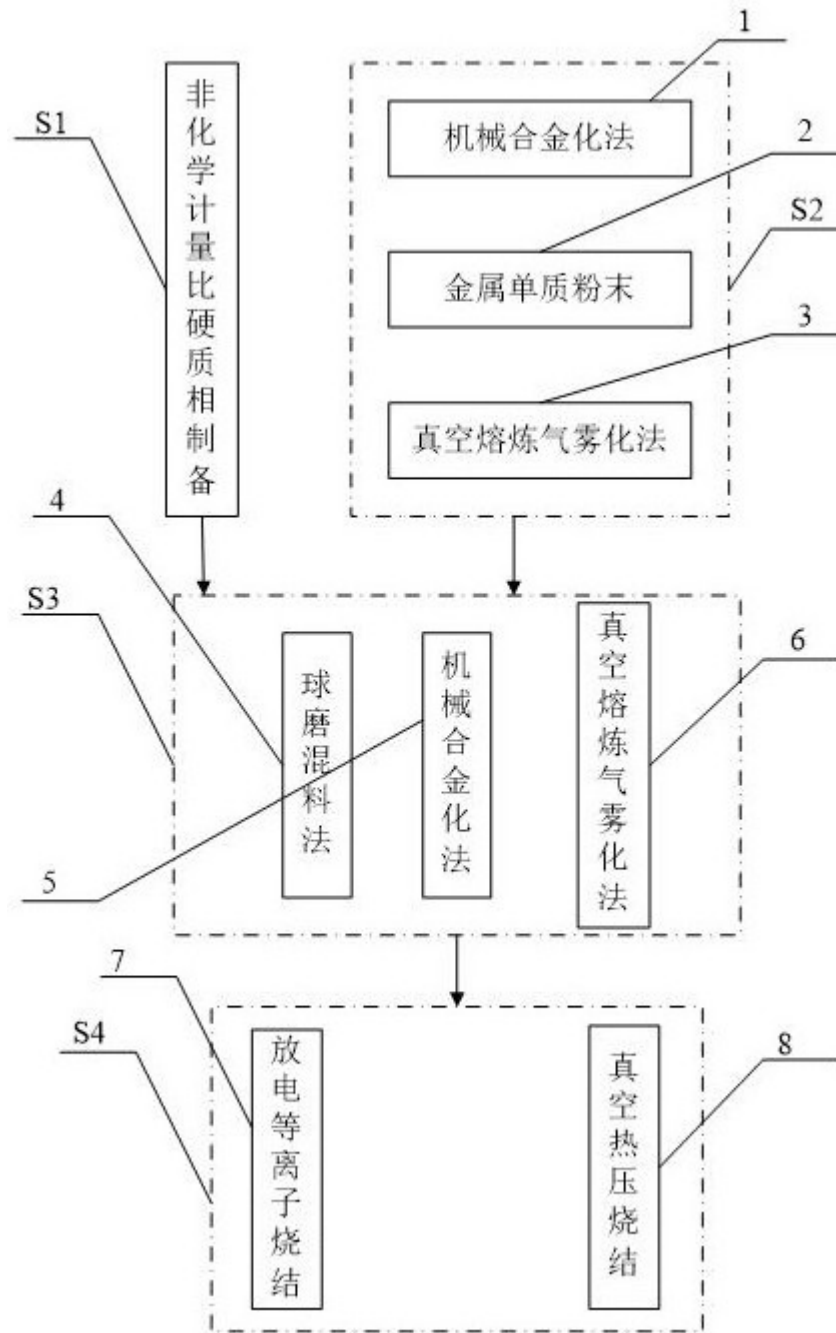 1
S1
非化学计量比硬质相制备
机械合金化法
2
S2
金属单质粉末
3
真空熔炼气雾化法
4
S3
球磨混料法
机械合金化法
真空熔炼气雾化法
6
5
7
S4
放电等离子烧结
真空热压烧结
8